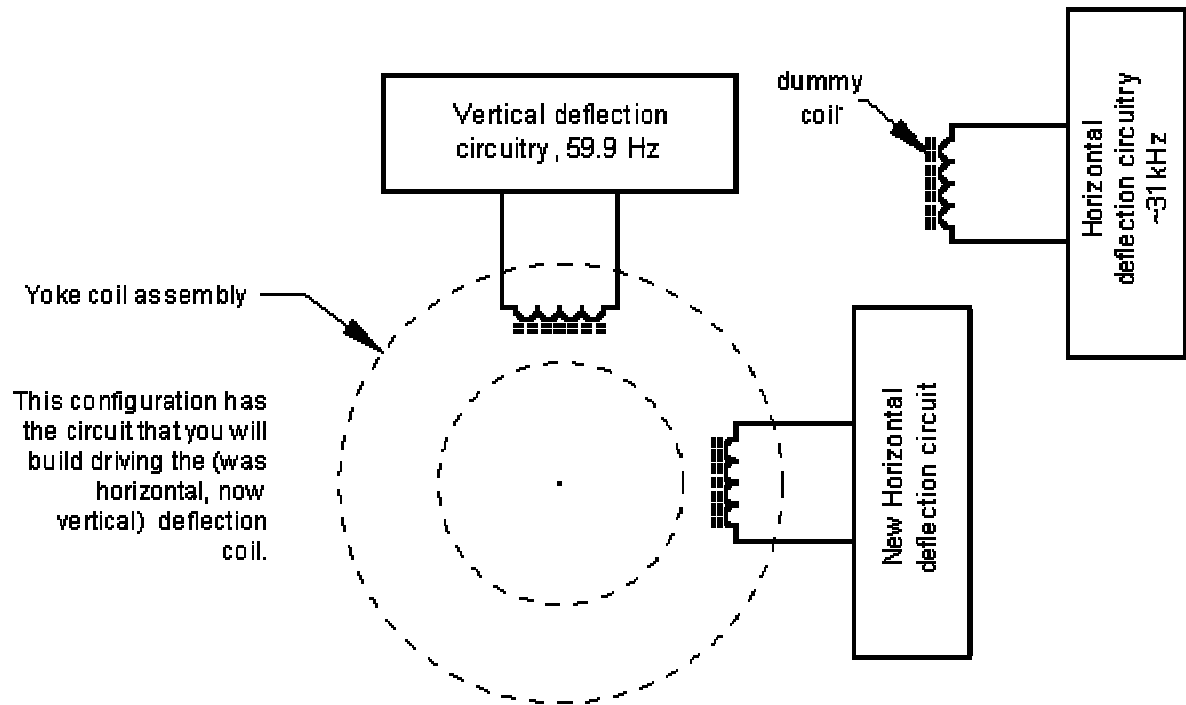 Vertical deflection
circuitry, 59.9 Hz
dummy
coil
Horizontal
deflection circuitry
~31 kHz
Yoke coil assembly
This configuration has
the circuit that you will
build driving the (was
horizontal, now
vertical) deflection
coil.
New Horizontal
deflection circuit